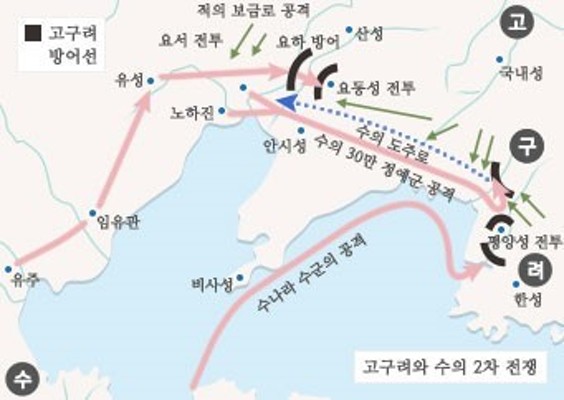 적의 보급로 공격
고
고구려
방어선
요서 전투
요하 방어
산성
국내성
유성
요동성 전투
노하진
안시성
수의 도주로
수의 30만 정예군 공격
구
임유관
평양성 전투
유주
비사성
수나라 수군의 공격
려
한성
수
고구려와 수의 2차 전쟁